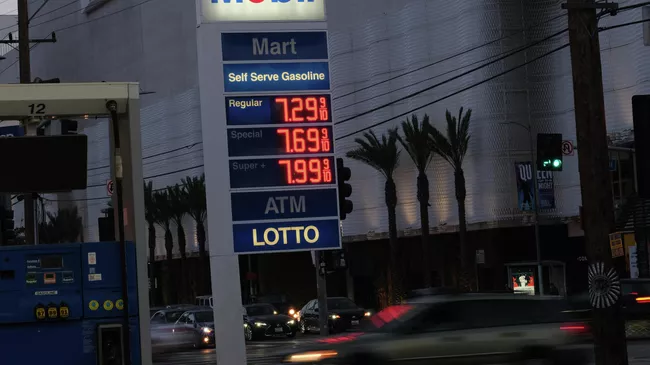 Mobil
Mart
Self Serve Gasoline
Regular 7.29 9/10
Special 7.69 9/10
Super + 7.99 9/10
ATM
LOTTO
12
QUEEN